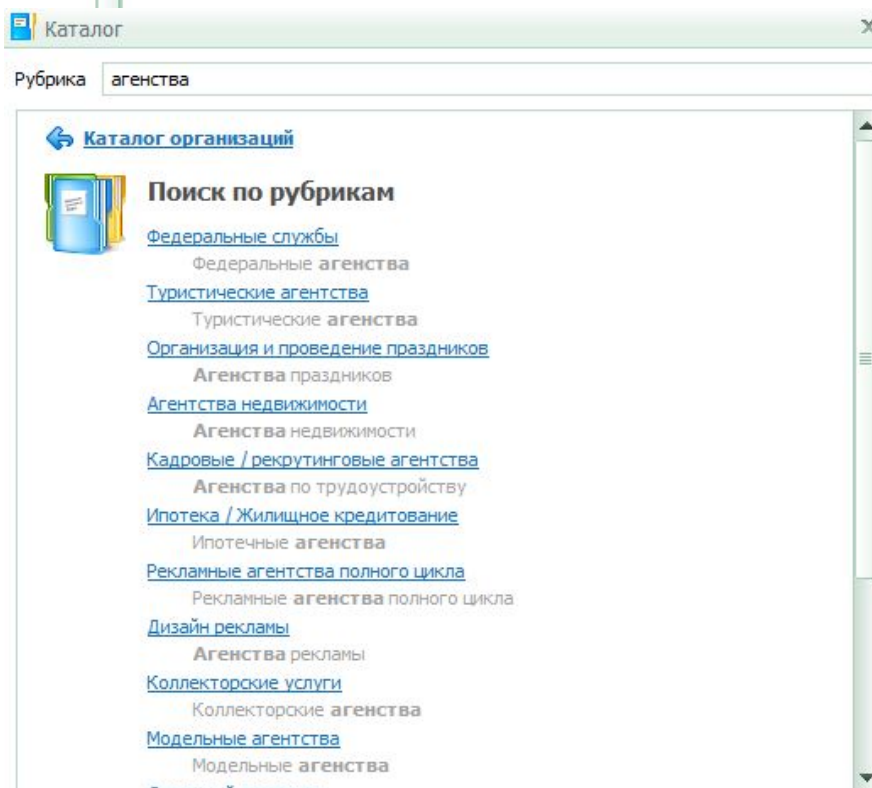 Каталог
Рубрика агенства
Каталог организаций
Поиск по рубрикам
Федеральные службы
Федеральные агенства
Туристические агентства
Туристические агенства
Организация и проведение праздников
Агенства праздников
Агентства недвижимости
Агенства недвижимости
Кадровые / рекрутинговые агентства
Агенства по трудоустройству
Ипотека / Жилищное кредитование
Ипотечные агенства
Рекламные агентства полного цикла
Рекламные агенства полного цикла
Дизайн рекламы
Агенства рекламы
Коллекторские услуги
Коллекторские агенства
Модельные агентства
Модельные агенства